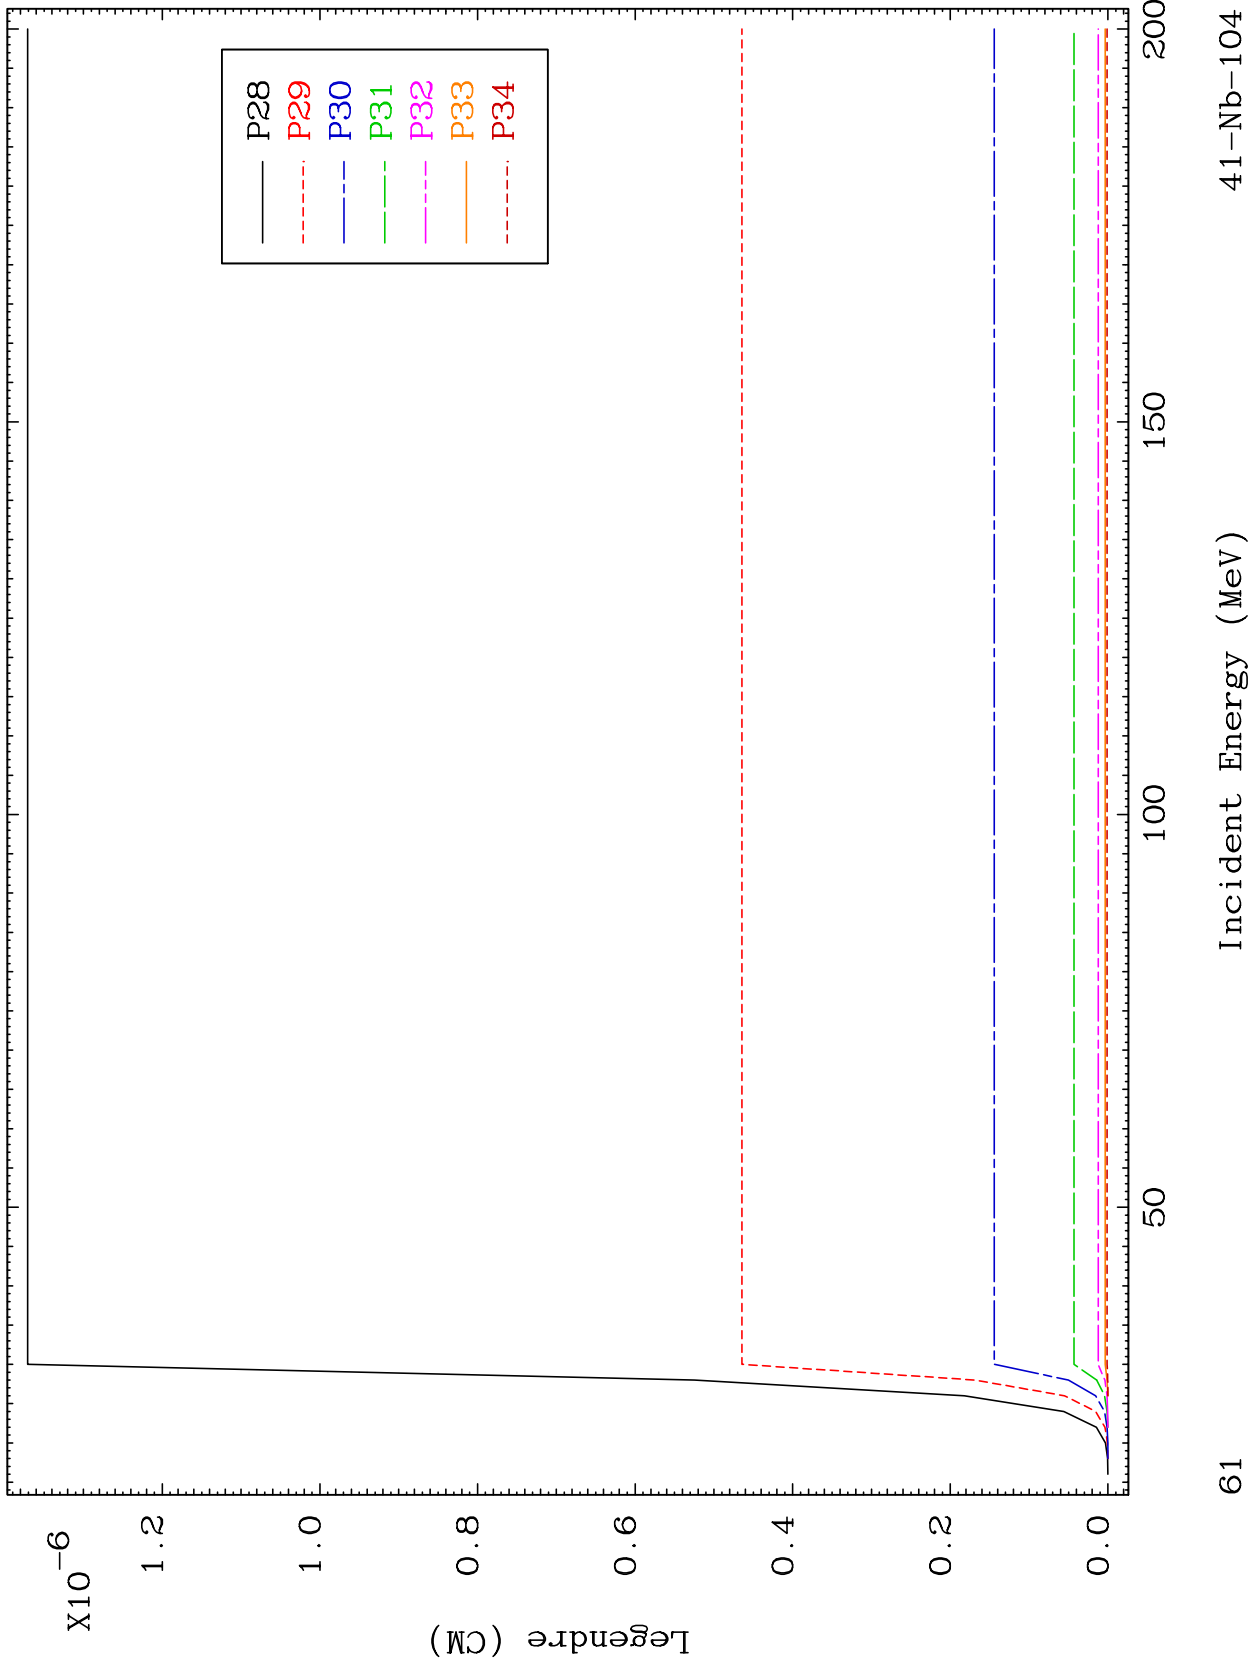 X10⁻⁶
1.2
1.0
0.8
0.6
0.4
0.2
0.0
Legendre (CM)
P28
P29
P30
P31
P32
P33
P34
50
100
150
200
61
Incident Energy (MeV)
41-Nb-104